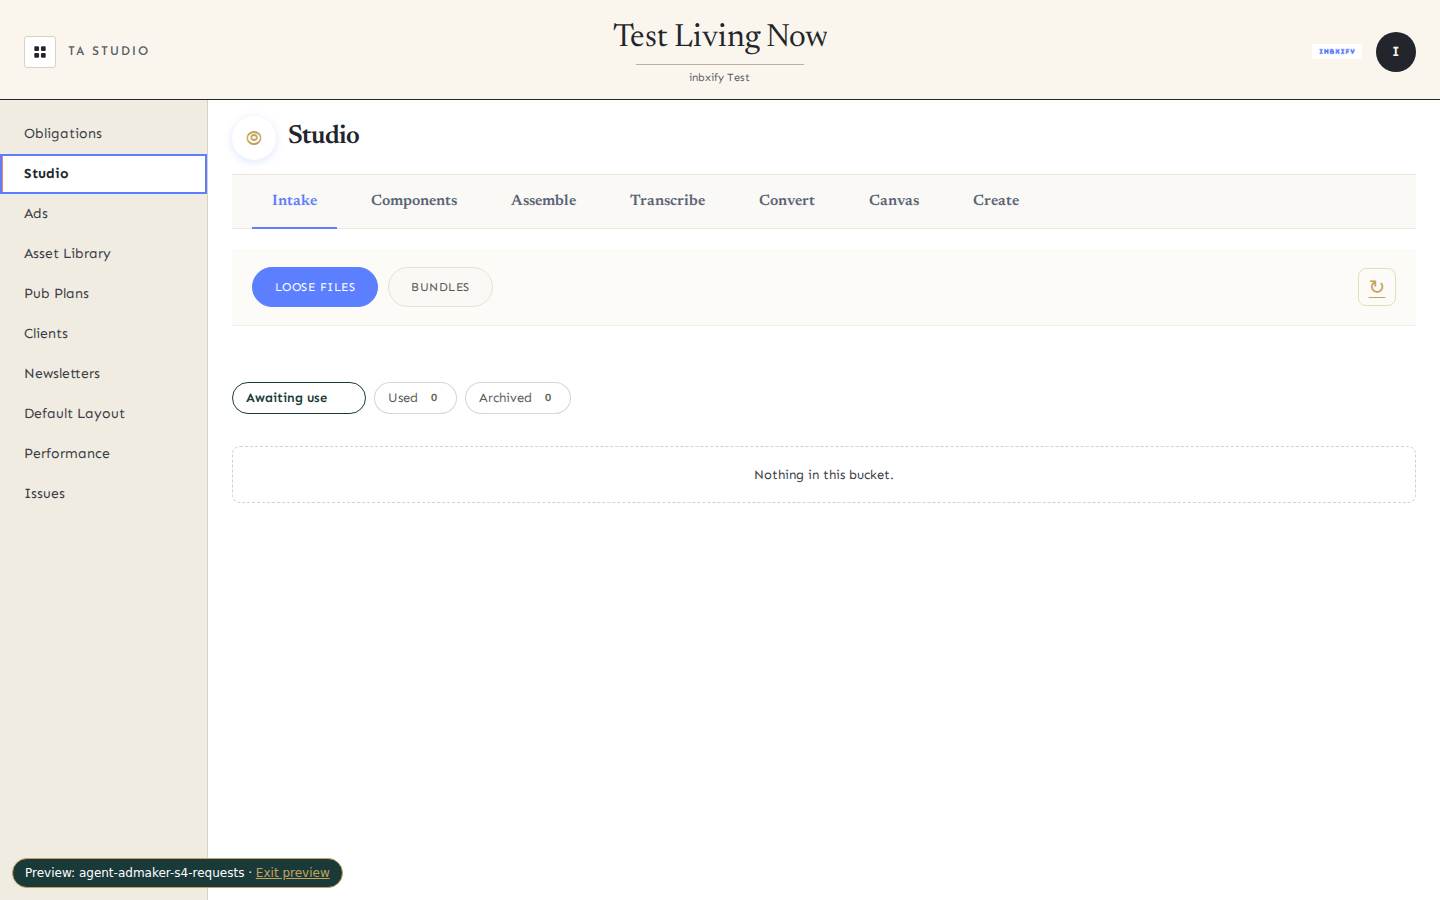 TA STUDIO
Test Living Now
inbxify Test
INBXIFY
I
Obligations
Studio
Ads
Asset Library
Pub Plans
Clients
Newsletters
Default Layout
Performance
Issues
Studio
Intake Components Assemble Transcribe Convert Canvas Create
LOOSE FILES BUNDLES
Awaiting use Used 0 Archived 0
Nothing in this bucket.
Preview: agent-admaker-s4-requests · Exit preview